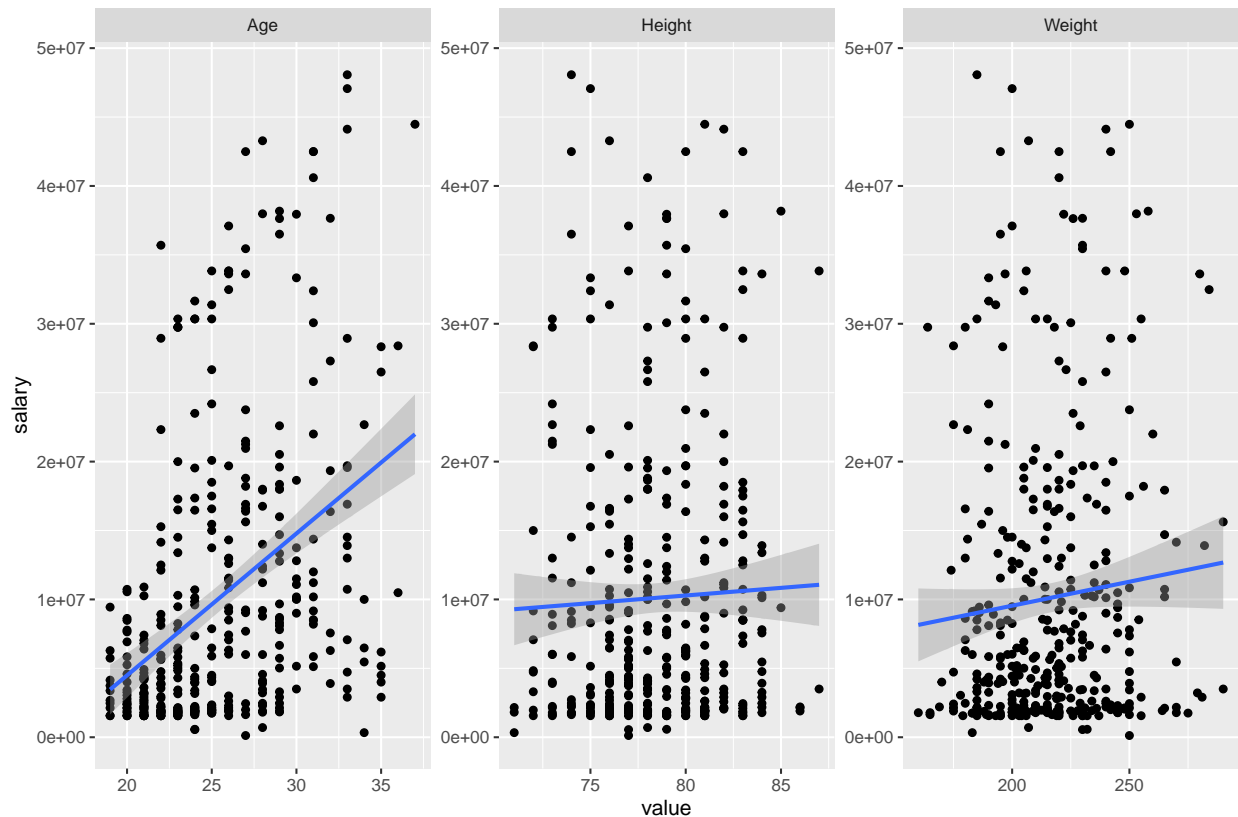 Age Height Weight
5e+07 5e+07 5e+07
4e+07 4e+07 4e+07
3e+07 3e+07 3e+07
salary
2e+07 2e+07 2e+07
1e+07 1e+07 1e+07
0e+00 0e+00 0e+00
20 25 30 35 75 80 85 200 250
value